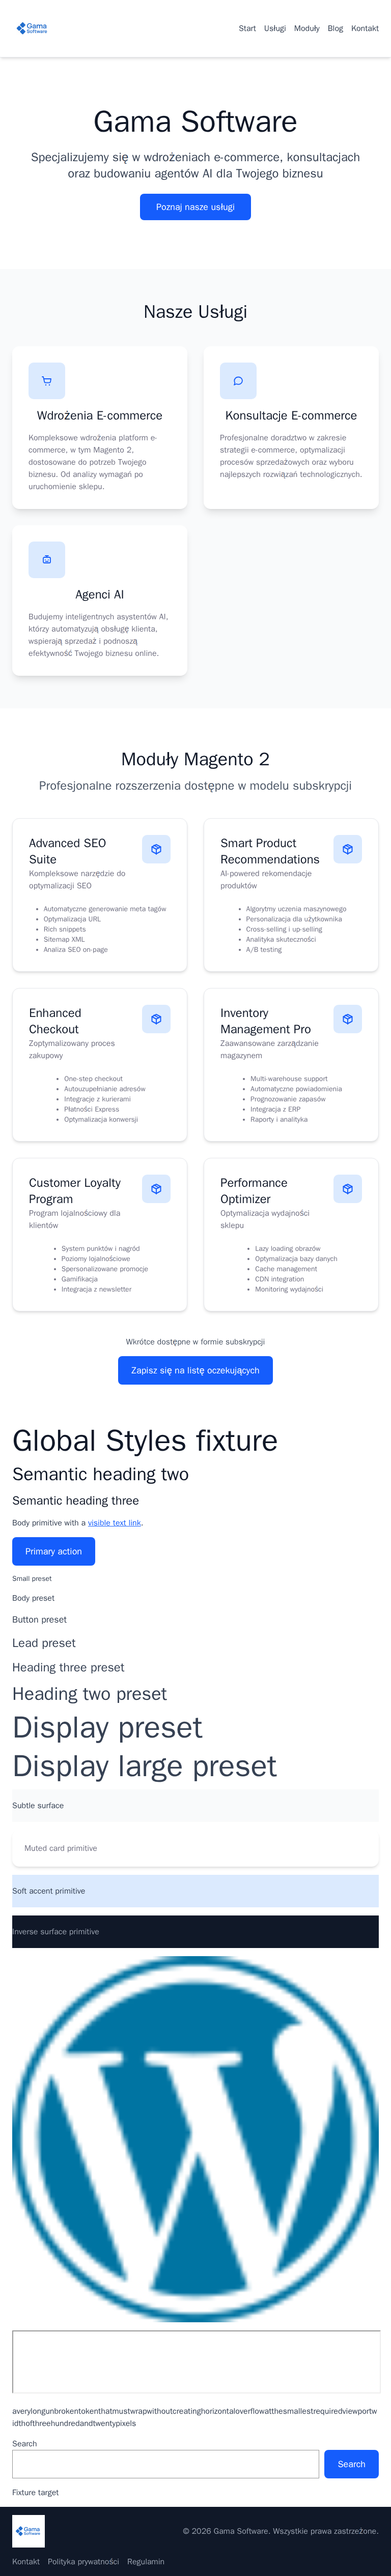 Gama
Software
Start Usługi Moduły Blog Kontakt
Gama Software
Specjalizujemy się w wdrożeniach e-commerce, konsultacjach
oraz budowaniu agentów AI dla Twojego biznesu
Poznaj nasze usługi
Nasze Usługi
Wdrożenia E-commerce
Kompleksowe wdrożenia platform e-
commerce, w tym Magento 2,
dostosowane do potrzeb Twojego
biznesu. Od analizy wymagań po
uruchomienie sklepu.
Konsultacje E-commerce
Profesjonalne doradztwo w zakresie
strategii e-commerce, optymalizacji
procesów sprzedażowych oraz wyboru
najlepszych rozwiązań technologicznych.
Agenci AI
Budujemy inteligentnych asystentów AI,
którzy automatyzują obsługę klienta,
wspierają sprzedaż i podnoszą
efektywność Twojego biznesu online.
Moduły Magento 2
Profesjonalne rozszerzenia dostępne w modelu subskrypcji
Advanced SEO
Suite
Kompleksowe narzędzie do
optymalizacji SEO
Automatyczne generowanie meta tagów
Optymalizacja URL
Rich snippets
Sitemap XML
Analiza SEO on-page
Smart Product
Recommendations
AI-powered rekomendacje
produktów
Algorytmy uczenia maszynowego
Personalizacja dla użytkownika
Cross-selling i up-selling
Analityka skuteczności
A/B testing
Enhanced
Checkout
Zoptymalizowany proces
zakupowy
One-step checkout
Autouzupełnianie adresów
Integracje z kurierami
Płatności Express
Optymalizacja konwersji
Inventory
Management Pro
Zaawansowane zarządzanie
magazynem
Multi-warehouse support
Automatyczne powiadomienia
Prognozowanie zapasów
Integracja z ERP
Raporty i analityka
Customer Loyalty
Program
Program lojalnościowy dla
klientów
System punktów i nagród
Poziomy lojalnościowe
Spersonalizowane promocje
Gamifikacja
Integracja z newsletter
Performance
Optimizer
Optymalizacja wydajności
sklepu
Lazy loading obrazów
Optymalizacja bazy danych
Cache management
CDN integration
Monitoring wydajności
Wkrótce dostępne w formie subskrypcji
Zapisz się na listę oczekujących
Global Styles fixture
Semantic heading two
Semantic heading three
Body primitive with a visible text link.
Primary action
Small preset
Body preset
Button preset
Lead preset
Heading three preset
Heading two preset
Display preset
Display large preset
Subtle surface
Muted card primitive
Soft accent primitive
Inverse surface primitive
averylongunbrokentokenthatmustwrapwithoutcreatinghorizontaloverflowatthesmallestrequiredviewportw
idthofthreehundredandtwentypixels
Search
Search
Fixture target
Gama
Software
© 2026 Gama Software. Wszystkie prawa zastrzeżone.
Kontakt Polityka prywatności Regulamin